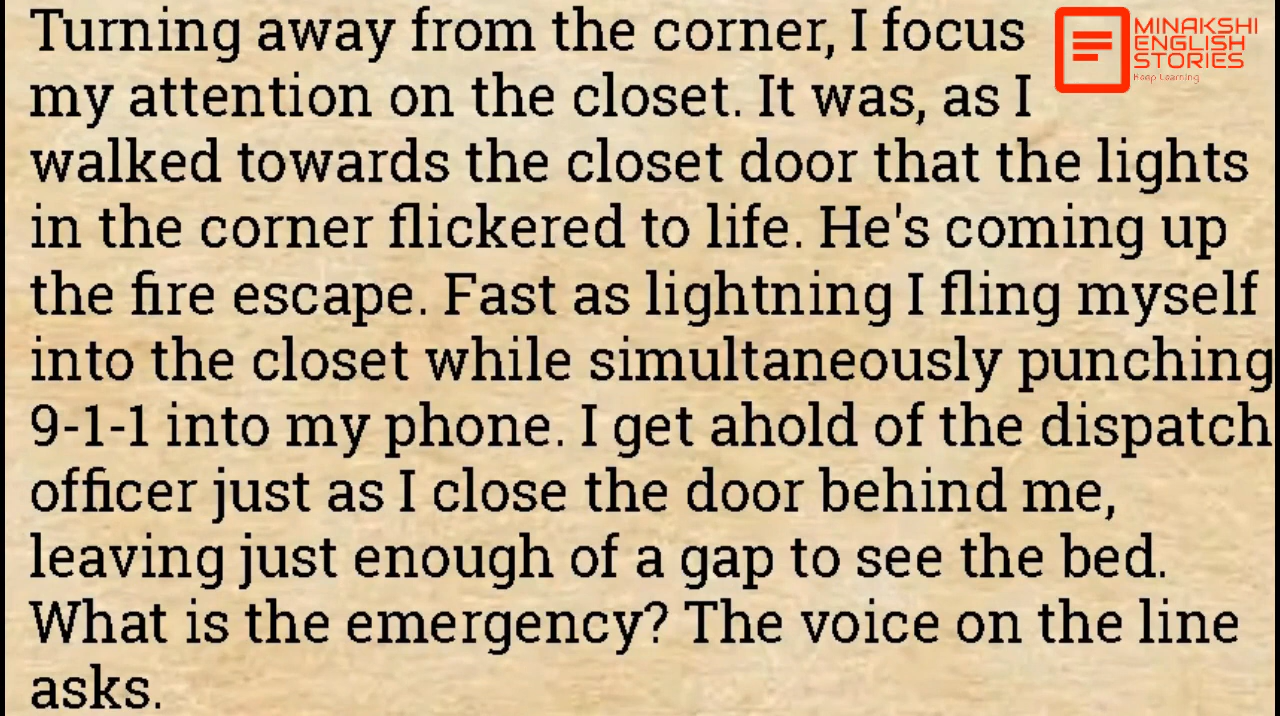 Turning away from the corner, I focus
my attention on the closet. It was, as I
walked towards the closet door that the lights
in the corner flickered to life. He's coming up
the fire escape. Fast as lightning I fling myself
into the closet while simultaneously punching
9-1-1 into my phone. I get ahold of the dispatch
officer just as I close the door behind me,
leaving just enough of a gap to see the bed.
What is the emergency? The voice on the line
asks.
MINAKSHI
ENGLISH
STORIES
Keep Learning